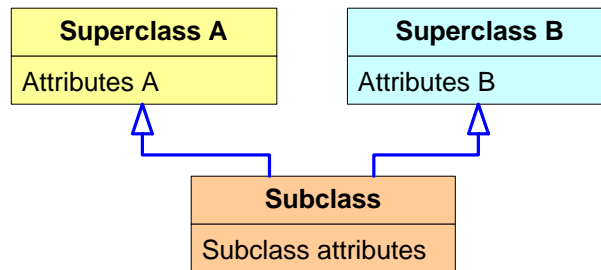 Superclass A
Attributes A
Superclass B
Attributes B
Subclass
Subclass attributes